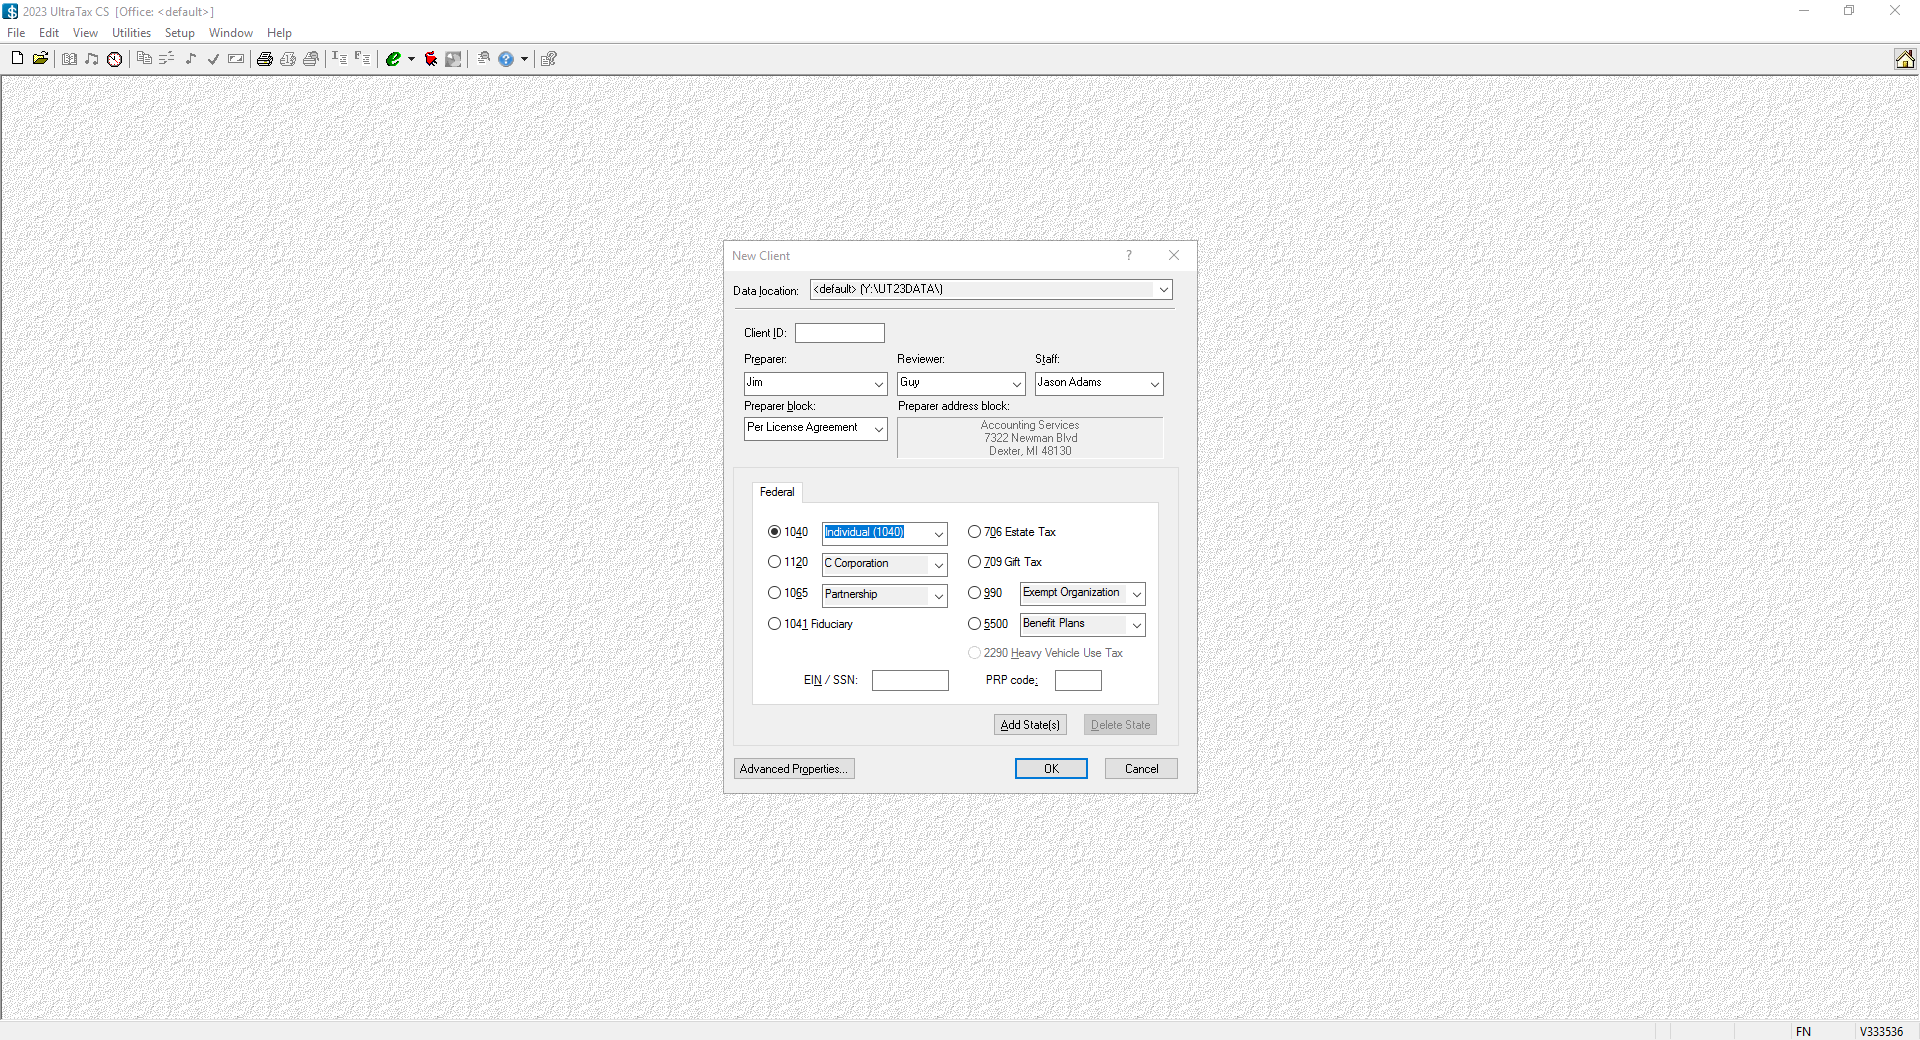 2023 UltraTax CS [Office: <default>]
File Edit View Utilities Setup Window Help
New Client
Data location: <default> (Y:\UT23DATA\)
Client ID:
Preparer: Reviewer: Staff:
Jim Guy Jason Adams
Preparer block: Preparer address block:
Per License Agreement
Accounting Services
7322 Newman Blvd
Dexter, MI 48130
Federal
1040 Individual (1040) 706 Estate Tax
1120 C Corporation 709 Gift Tax
1065 Partnership 990 Exempt Organization
1041 Fiduciary 5500 Benefit Plans
2290 Heavy Vehicle Use Tax
EIN / SSN: PRP code:
Add State(s) Delete State
Advanced Properties... OK Cancel
FN V333536